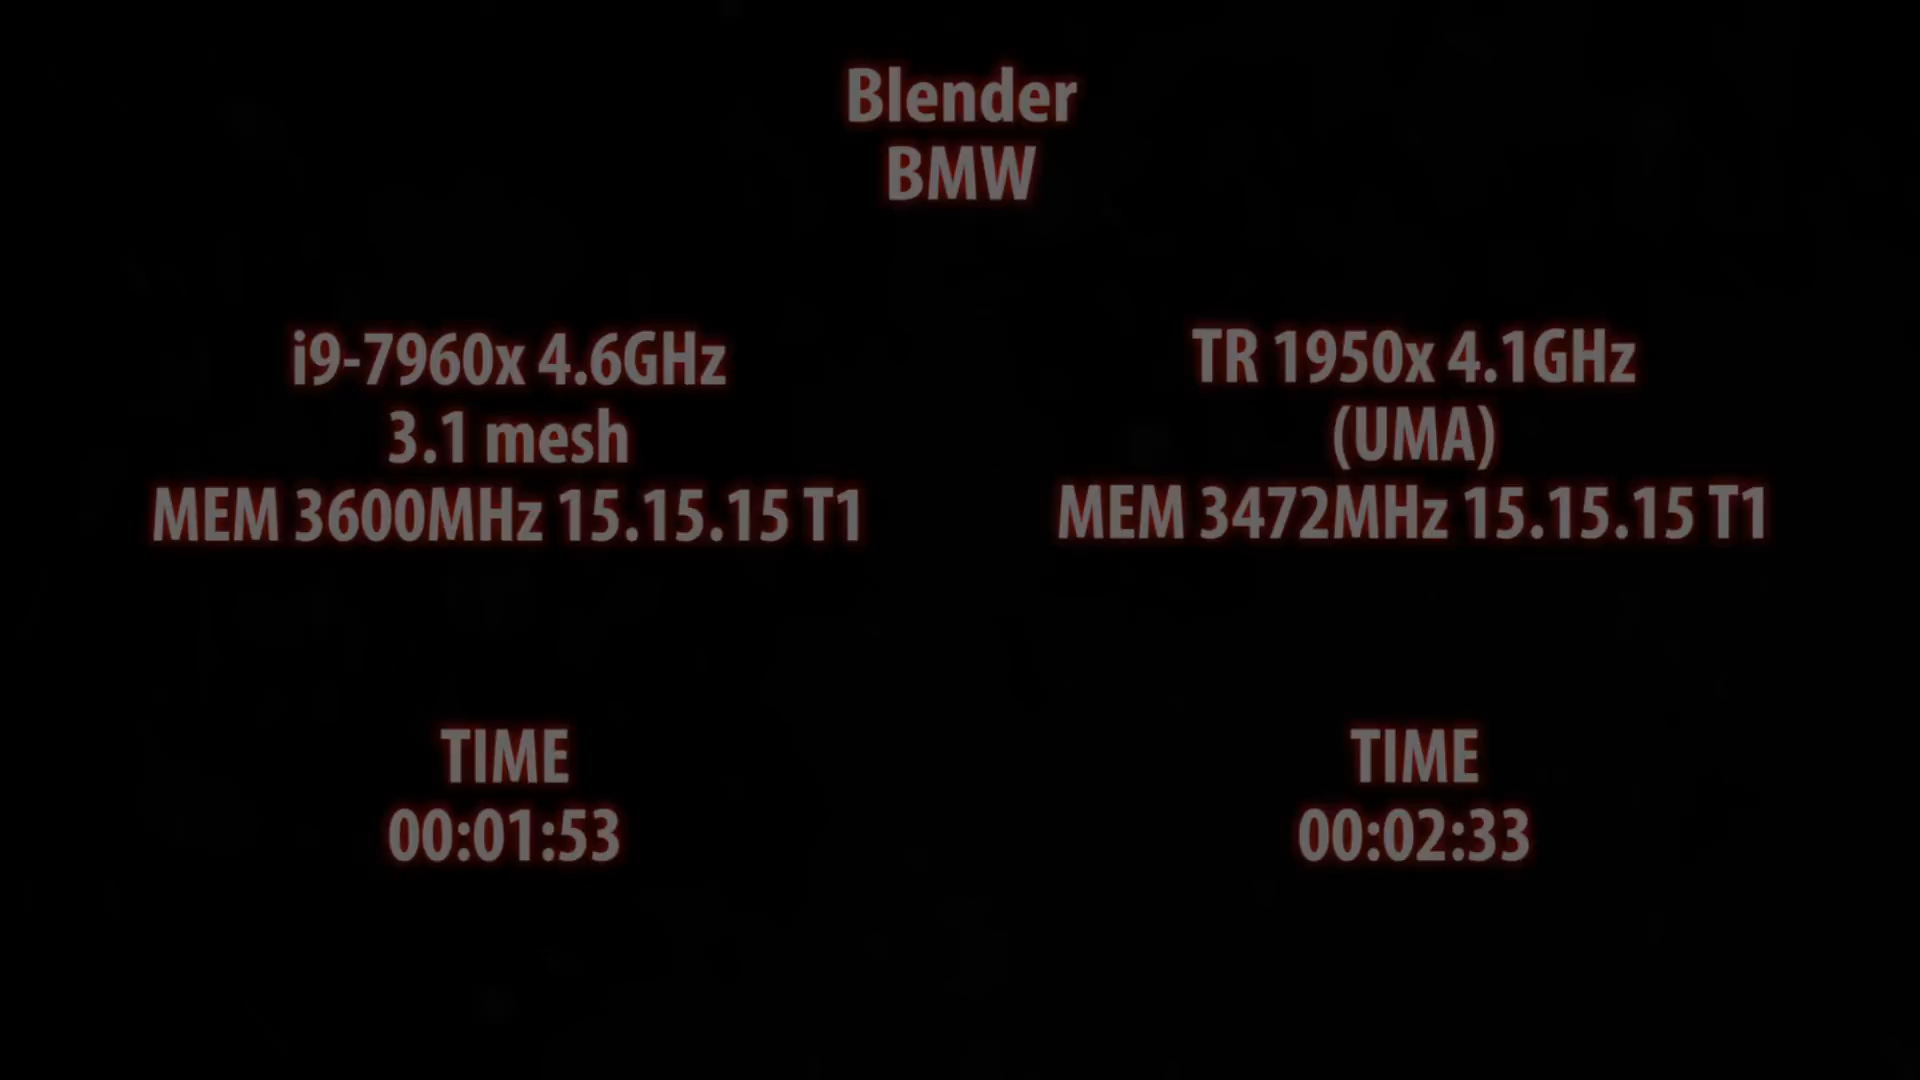 Blender
BMW
i9-7960x 4.6GHz
3.1 mesh
MEM 3600MHz 15.15.15 T1
TR 1950x 4.1GHz
(UMA)
MEM 3472MHz 15.15.15 T1
TIME
00:01:53
TIME
00:02:33